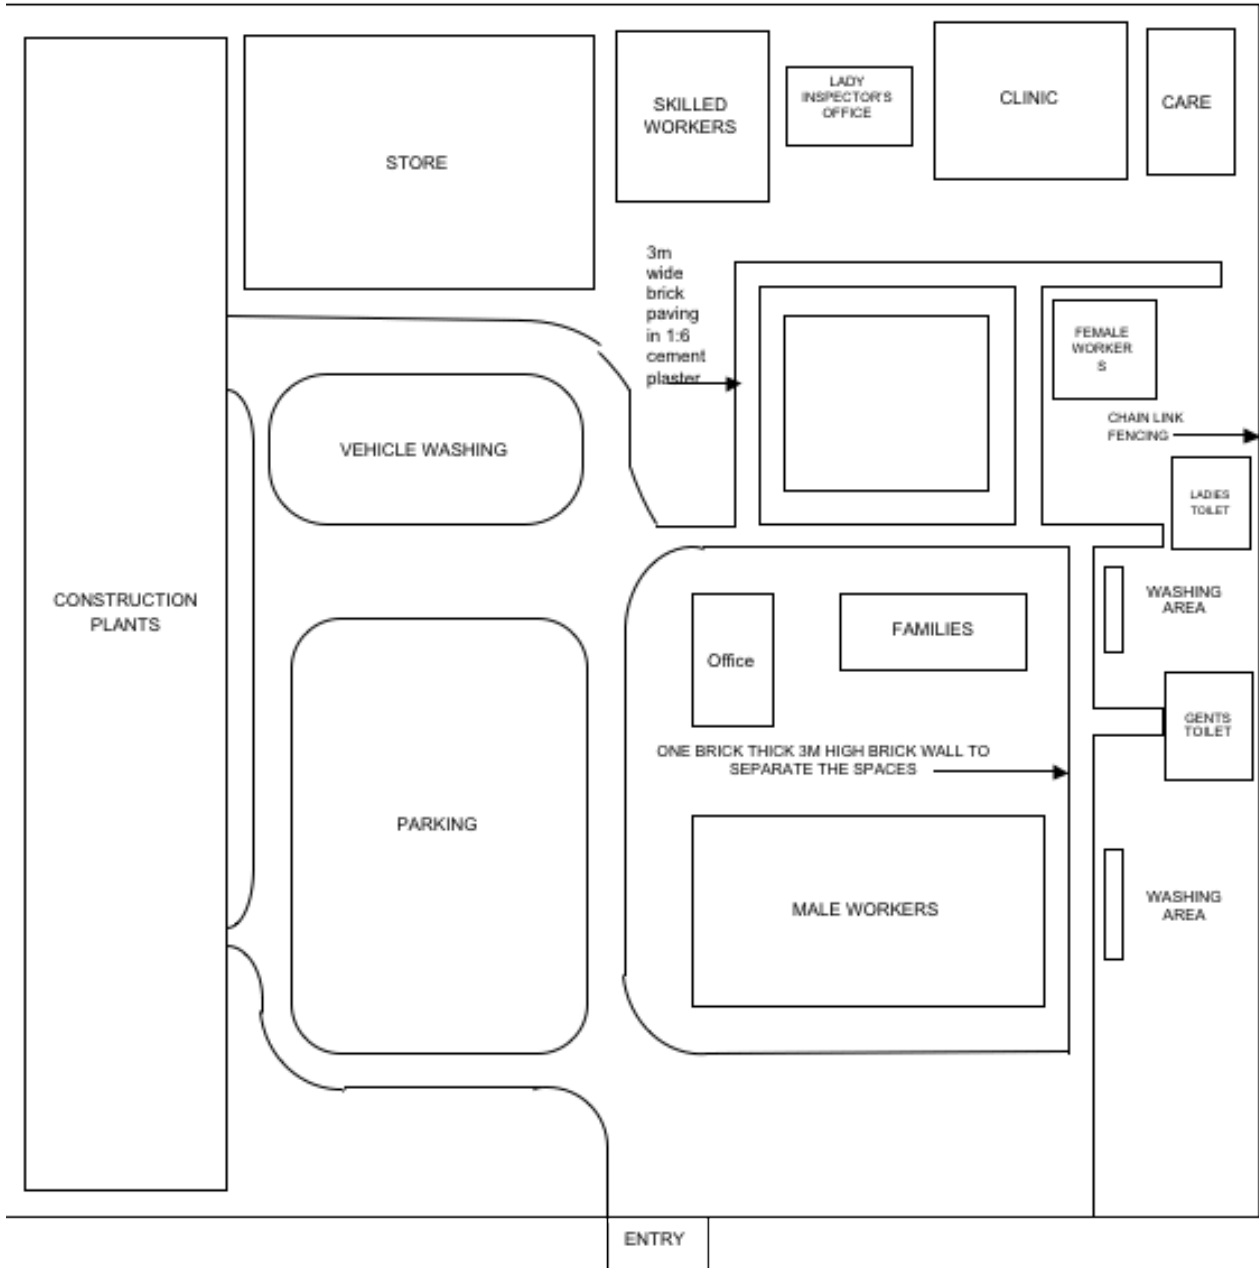 STORE
SKILLED
WORKERS
LADY
INSPECTOR'S
OFFICE
CLINIC
CARE
3m
wide
brick
paving
in 1:6
cement
plaster
FEMALE
WORKER
S
CHAIN LINK
FENCING
VEHICLE WASHING
LADIES
TOILET
CONSTRUCTION
PLANTS
WASHING
AREA
Office
FAMILIES
GENTS
TOILET
ONE BRICK THICK 3M HIGH BRICK WALL TO
SEPARATE THE SPACES
PARKING
MALE WORKERS
WASHING
AREA
ENTRY